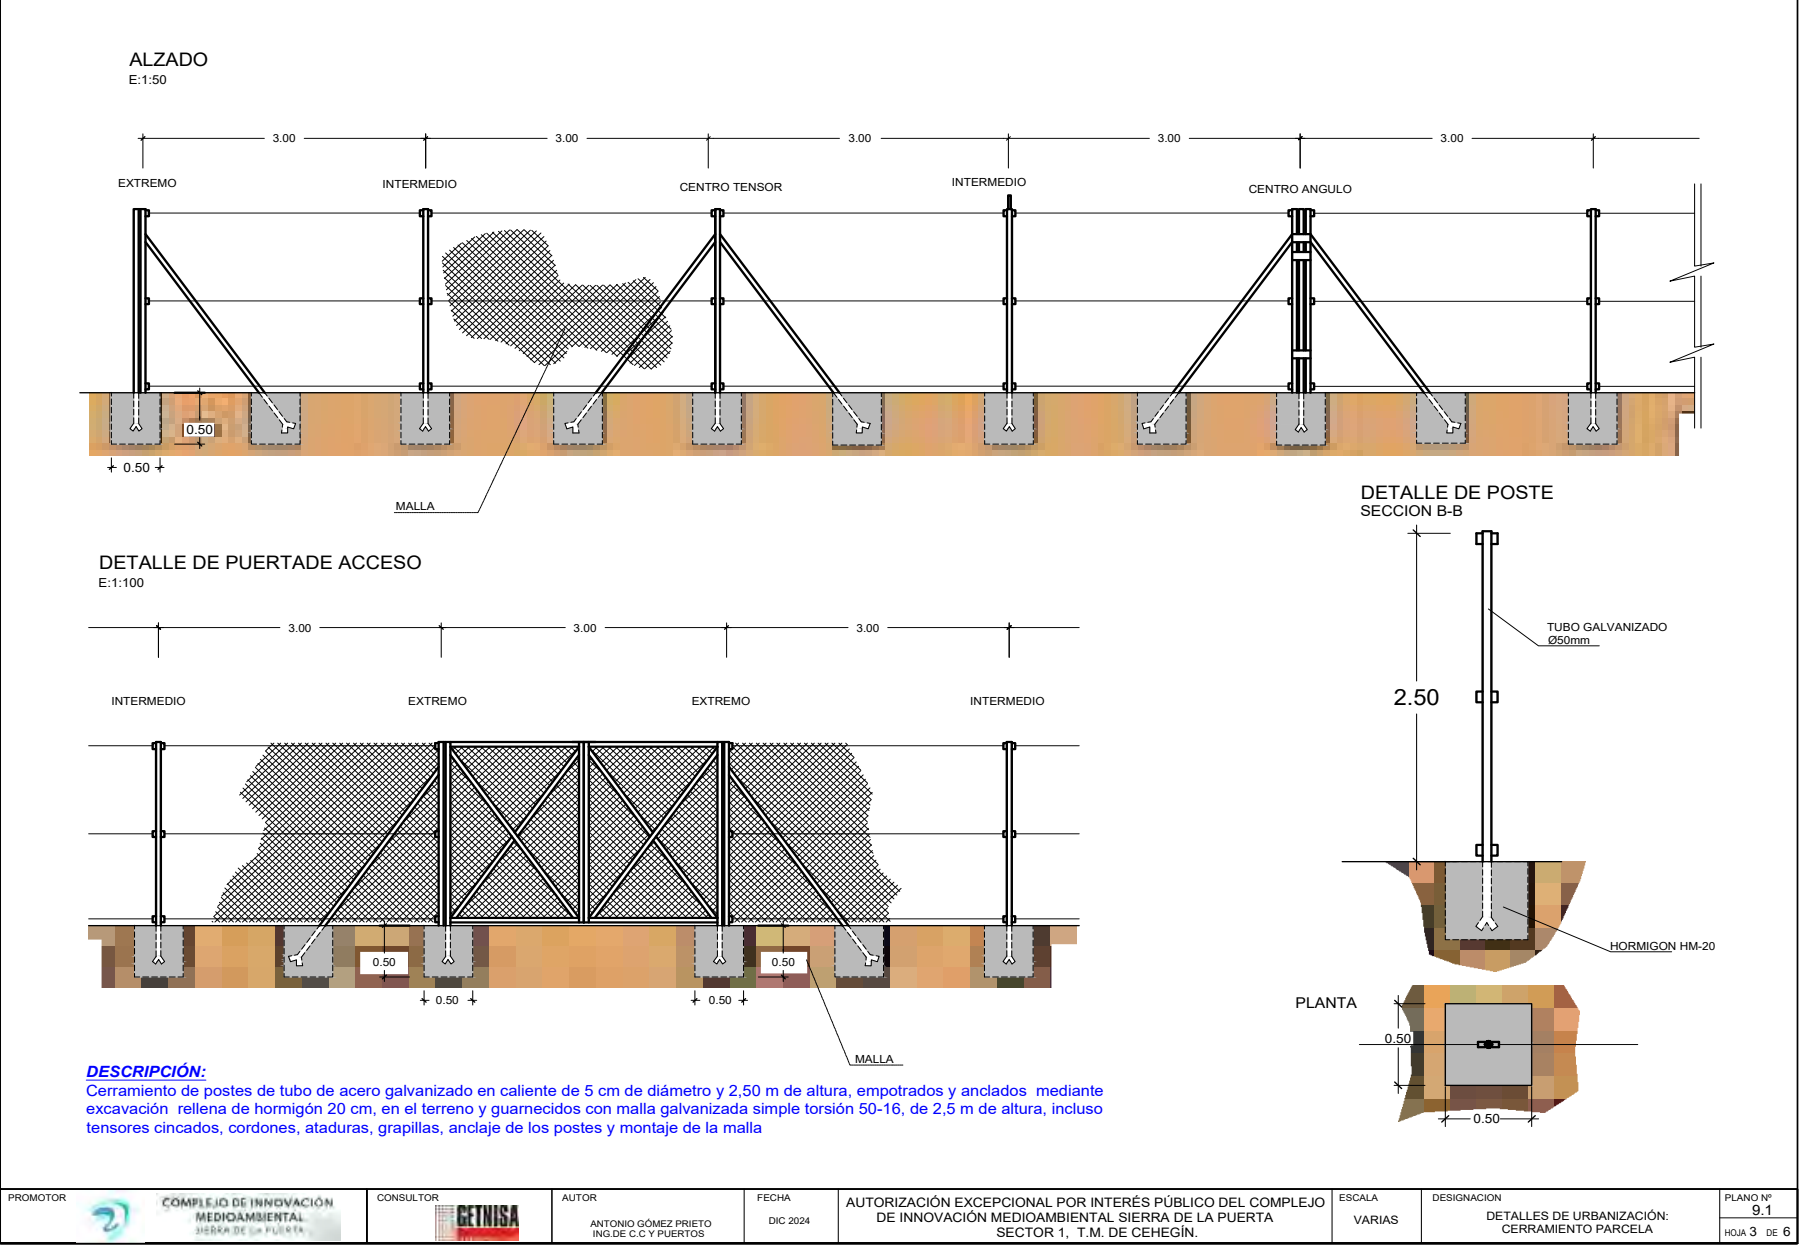 ALZADO
E:1:50
3.00 3.00 3.00 3.00 3.00
EXTREMO INTERMEDIO CENTRO TENSOR INTERMEDIO CENTRO ANGULO
0.50
0.50
MALLA
DETALLE DE POSTE
SECCION B-B
TUBO GALVANIZADO
Ø50mm
2.50
HORMIGON HM-20
PLANTA
0.50
0.50
DETALLE DE PUERTADE ACCESO
E:1:100
3.00 3.00 3.00
INTERMEDIO EXTREMO EXTREMO INTERMEDIO
0.50 0.50
0.50 0.50
MALLA
DESCRIPCIÓN:
Cerramiento de postes de tubo de acero galvanizado en caliente de 5 cm de diámetro y 2,50 m de altura, empotrados y anclados mediante
excavación rellena de hormigón 20 cm, en el terreno y guarnecidos con malla galvanizada simple torsión 50-16, de 2,5 m de altura, incluso
tensores cincados, cordones, ataduras, grapillas, anclaje de los postes y montaje de la malla
PROMOTOR
COMPLEJO DE INNOVACIÓN
MEDIOAMBIENTAL
SIERRA DE LA PUERTA
CONSULTOR
GETNISA
AUTOR
ANTONIO GÓMEZ PRIETO
ING.DE C.C Y PUERTOS
FECHA
DIC 2024
AUTORIZACIÓN EXCEPCIONAL POR INTERÉS PÚBLICO DEL COMPLEJO
DE INNOVACIÓN MEDIOAMBIENTAL SIERRA DE LA PUERTA
SECTOR 1, T.M. DE CEHEGÍN.
ESCALA
VARIAS
DESIGNACION
DETALLES DE URBANIZACIÓN:
CERRAMIENTO PARCELA
PLANO Nº
9.1
HOJA 3 DE 6